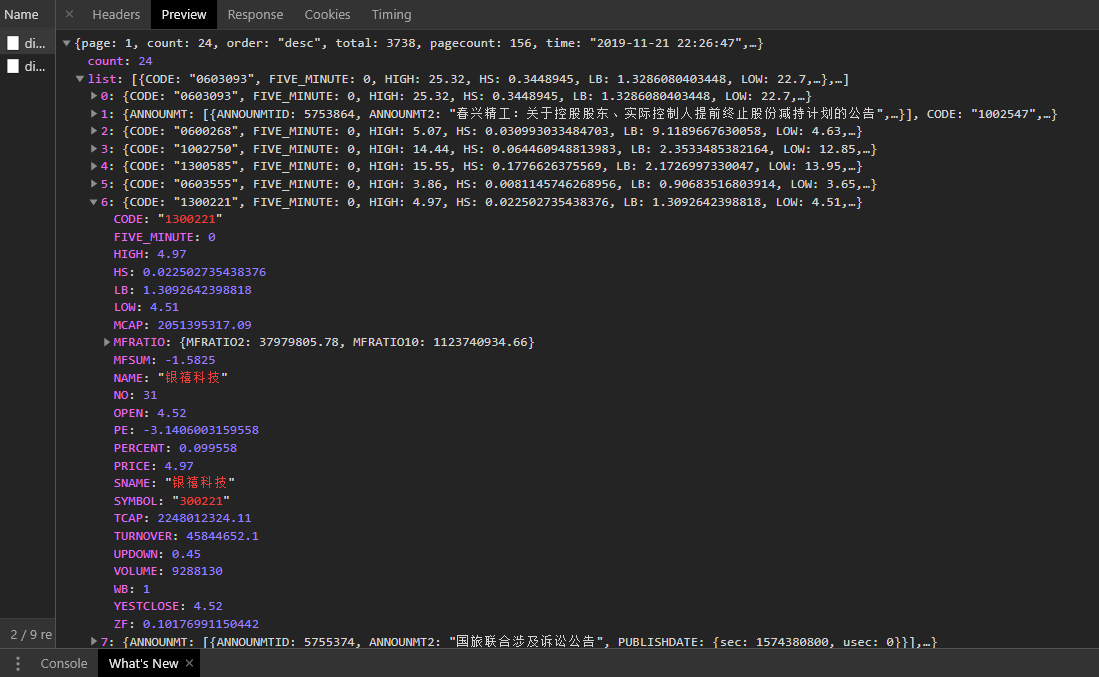 Name × Headers Preview Response Cookies Timing
di... ▼{page: 1, count: 24, order: "desc", total: 3738, pagecount: 156, time: "2019-11-21 22:26:47",…}
count: 24
di... ▼list: [{CODE: "0603093", FIVE_MINUTE: 0, HIGH: 25.32, HS: 0.3448945, LB: 1.3286080403448, LOW: 22.7,…},…]
▶0: {CODE: "0603093", FIVE_MINUTE: 0, HIGH: 25.32, HS: 0.3448945, LB: 1.3286080403448, LOW: 22.7,…}
▶1: {ANNOUNMT: [{ANNOUNMTID: 5753864, ANNOUNMT2: "春兴精工：关于控股股东、实际控制人提前终止股份减持计划的公告",…}], CODE: "1002547",…}
▶2: {CODE: "0600268", FIVE_MINUTE: 0, HIGH: 5.07, HS: 0.030993033484703, LB: 9.1189667630058, LOW: 4.63,…}
▶3: {CODE: "1002750", FIVE_MINUTE: 0, HIGH: 14.44, HS: 0.064460948813983, LB: 2.3533485382164, LOW: 12.85,…}
▶4: {CODE: "1300585", FIVE_MINUTE: 0, HIGH: 15.55, HS: 0.1776626375569, LB: 2.1726997330047, LOW: 13.95,…}
▶5: {CODE: "0603555", FIVE_MINUTE: 0, HIGH: 3.86, HS: 0.0081145746268956, LB: 0.90683516803914, LOW: 3.65,…}
▼6: {CODE: "1300221", FIVE_MINUTE: 0, HIGH: 4.97, HS: 0.022502735438376, LB: 1.3092642398818, LOW: 4.51,…}
CODE: "1300221"
FIVE_MINUTE: 0
HIGH: 4.97
HS: 0.022502735438376
LB: 1.3092642398818
LOW: 4.51
MCAP: 2051395317.09
▶MFRATIO: {MFRATIO2: 37979805.78, MFRATIO10: 1123740934.66}
MFSUM: -1.5825
NAME: "银禧科技"
NO: 31
OPEN: 4.52
PE: -3.1406003159558
PERCENT: 0.099558
PRICE: 4.97
SNAME: "银禧科技"
SYMBOL: "300221"
TCAP: 2248012324.11
TURNOVER: 45844652.1
UPDOWN: 0.45
VOLUME: 9288130
WB: 1
YESTCLOSE: 4.52
ZF: 0.10176991150442
2 / 9 re ▶7: {ANNOUNMT: [{ANNOUNMTID: 5755374, ANNOUNMT2: "国旅联合涉及诉讼公告", PUBLISHDATE: {sec: 1574380800, usec: 0}}],…}
⋮ Console What's New ×